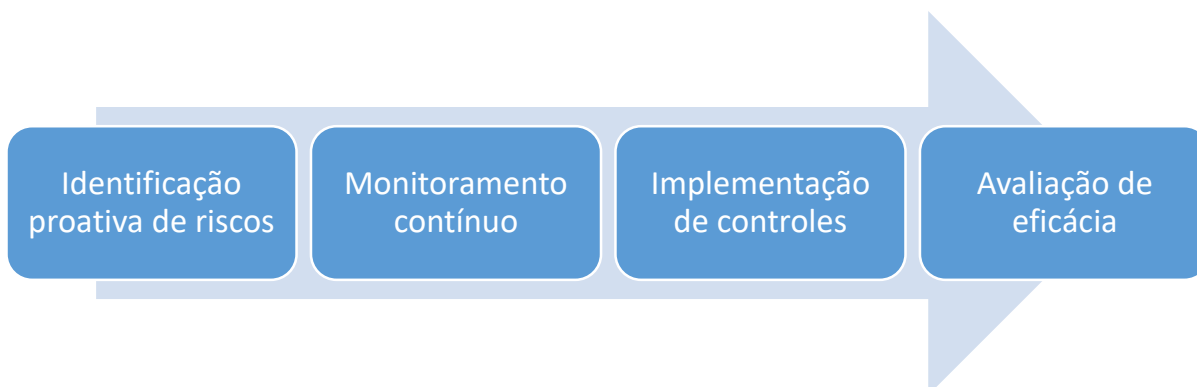 Identificação
proativa de riscos
Monitoramento
contínuo
Implementação
de controles
Avaliação de
eficácia